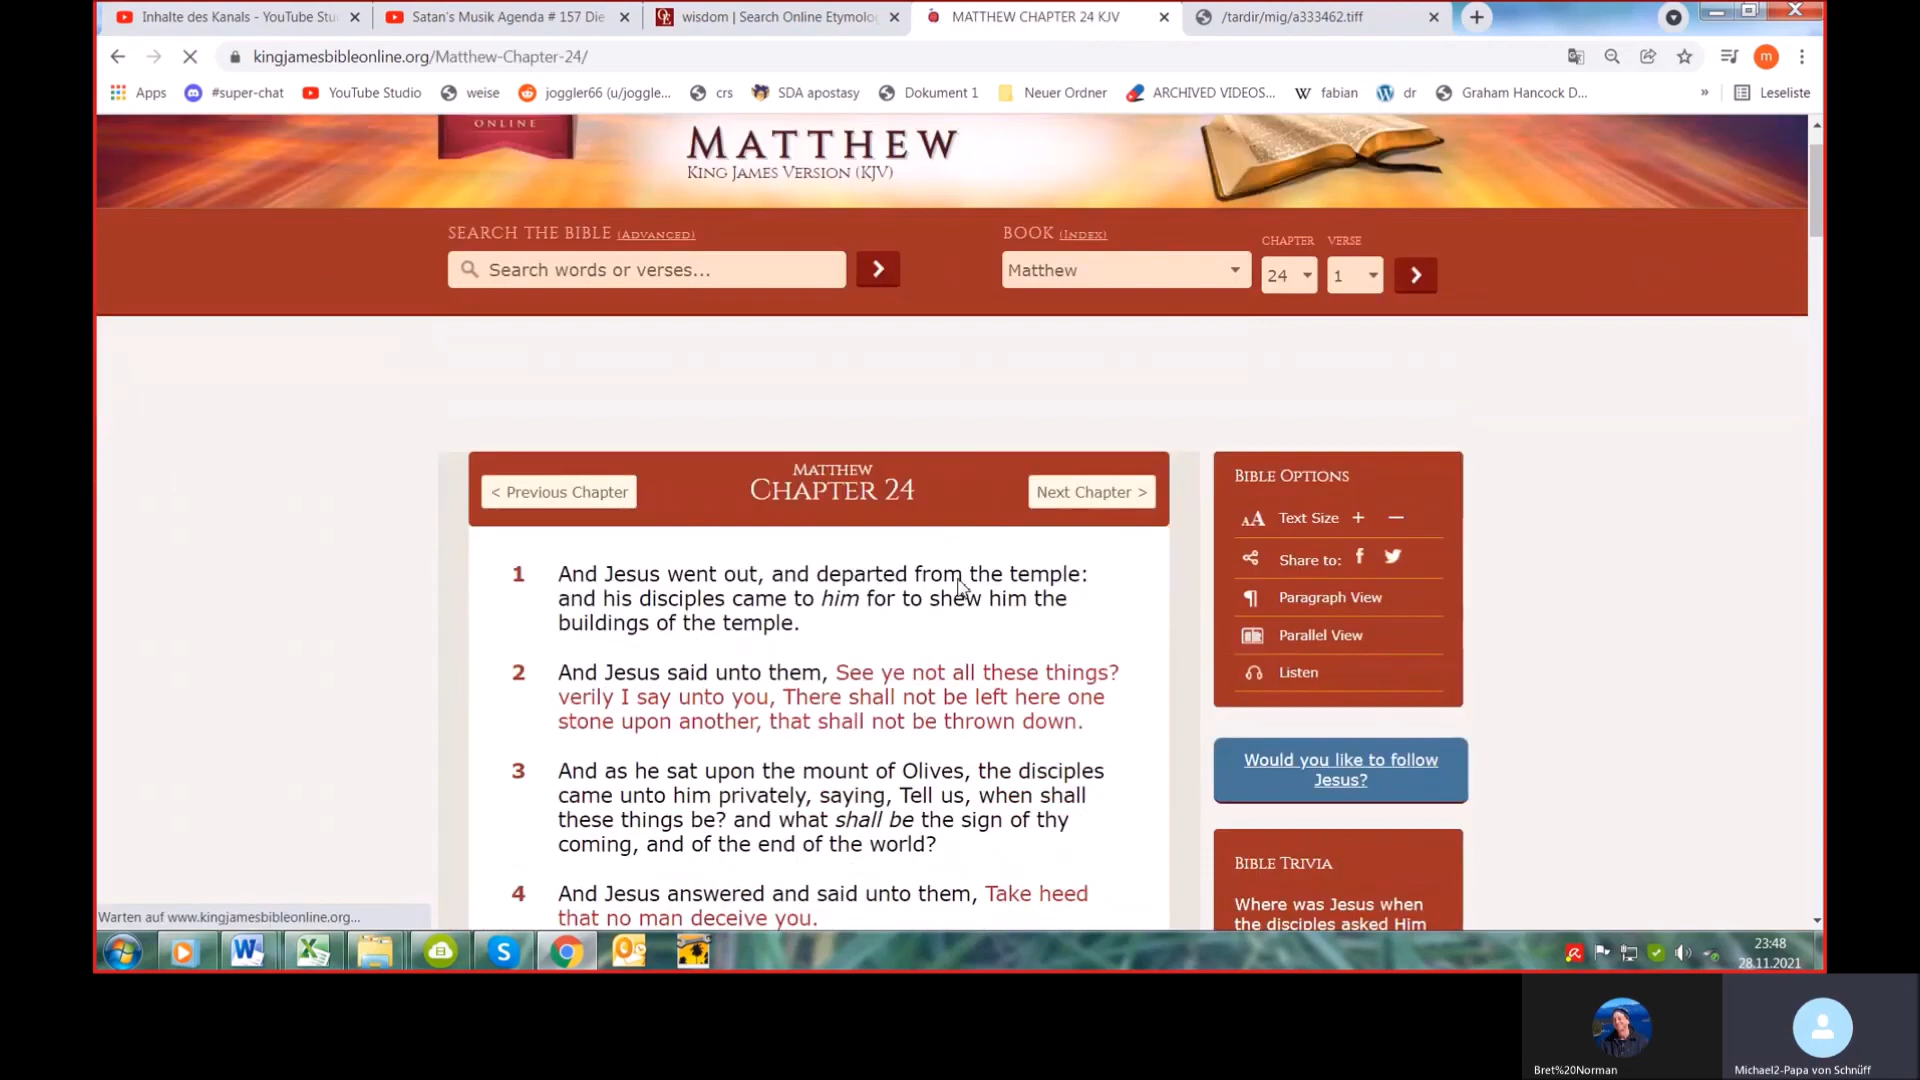 Inhalte des Kanals - YouTube Stu
Satan's Musik Agenda # 157 Die
wisdom | Search Online Etymolo
MATTHEW CHAPTER 24 KJV
/tardir/mig/a333462.tiff
kingjamesbibleonline.org/Matthew-Chapter-24/
m
Apps
#super-chat
YouTube Studio
weise
joggler66 (u/joggle...
crs
SDA apostasy
Dokument 1
Neuer Ordner
ARCHIVED VIDEOS...
fabian
dr
Graham Hancock D...
»
Leseliste
ONLINE
MATTHEW
KING JAMES VERSION (KJV)
SEARCH THE BIBLE (ADVANCED)
Search words or verses...
BOOK (INDEX)
Matthew
CHAPTER
24
VERSE
1
< Previous Chapter
MATTHEW
CHAPTER 24
Next Chapter >
1 And Jesus went out, and departed from the temple:
and his disciples came to him for to shew him the
buildings of the temple.
2 And Jesus said unto them, See ye not all these things?
verily I say unto you, There shall not be left here one
stone upon another, that shall not be thrown down.
3 And as he sat upon the mount of Olives, the disciples
came unto him privately, saying, Tell us, when shall
these things be? and what shall be the sign of thy
coming, and of the end of the world?
4 And Jesus answered and said unto them, Take heed
that no man deceive you.
BIBLE OPTIONS
AA Text Size + −
Share to:
¶ Paragraph View
Parallel View
Listen
Would you like to follow
Jesus?
BIBLE TRIVIA
Where was Jesus when
the disciples asked Him
Warten auf www.kingjamesbibleonline.org...
23:48
28.11.2021
Bret%20Norman
Michael2-Papa von Schnüff